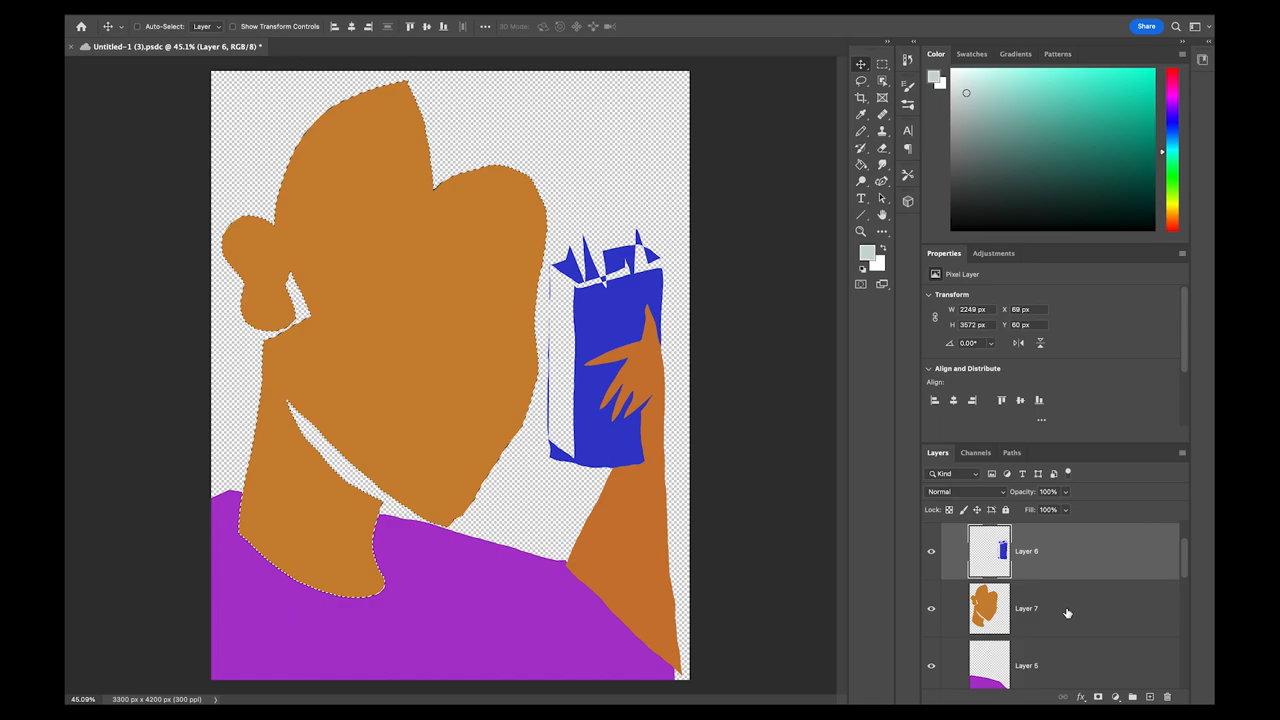 Auto-Select: Layer Show Transform Controls 3D Mode: Share
× Untitled-1 (3).psdc @ 45.1% (Layer 6, RGB/8) *
Color Swatches Gradients Patterns
Properties Adjustments
Pixel Layer
Transform
W 2249 px X 69 px
H 3572 px Y 60 px
0.00°
Align and Distribute
Align:
Layers Channels Paths
Kind
Normal Opacity: 100%
Lock: Fill: 100%
Layer 6
Layer 7
Layer 5
45.09% 3300 px x 4200 px (300 ppi)